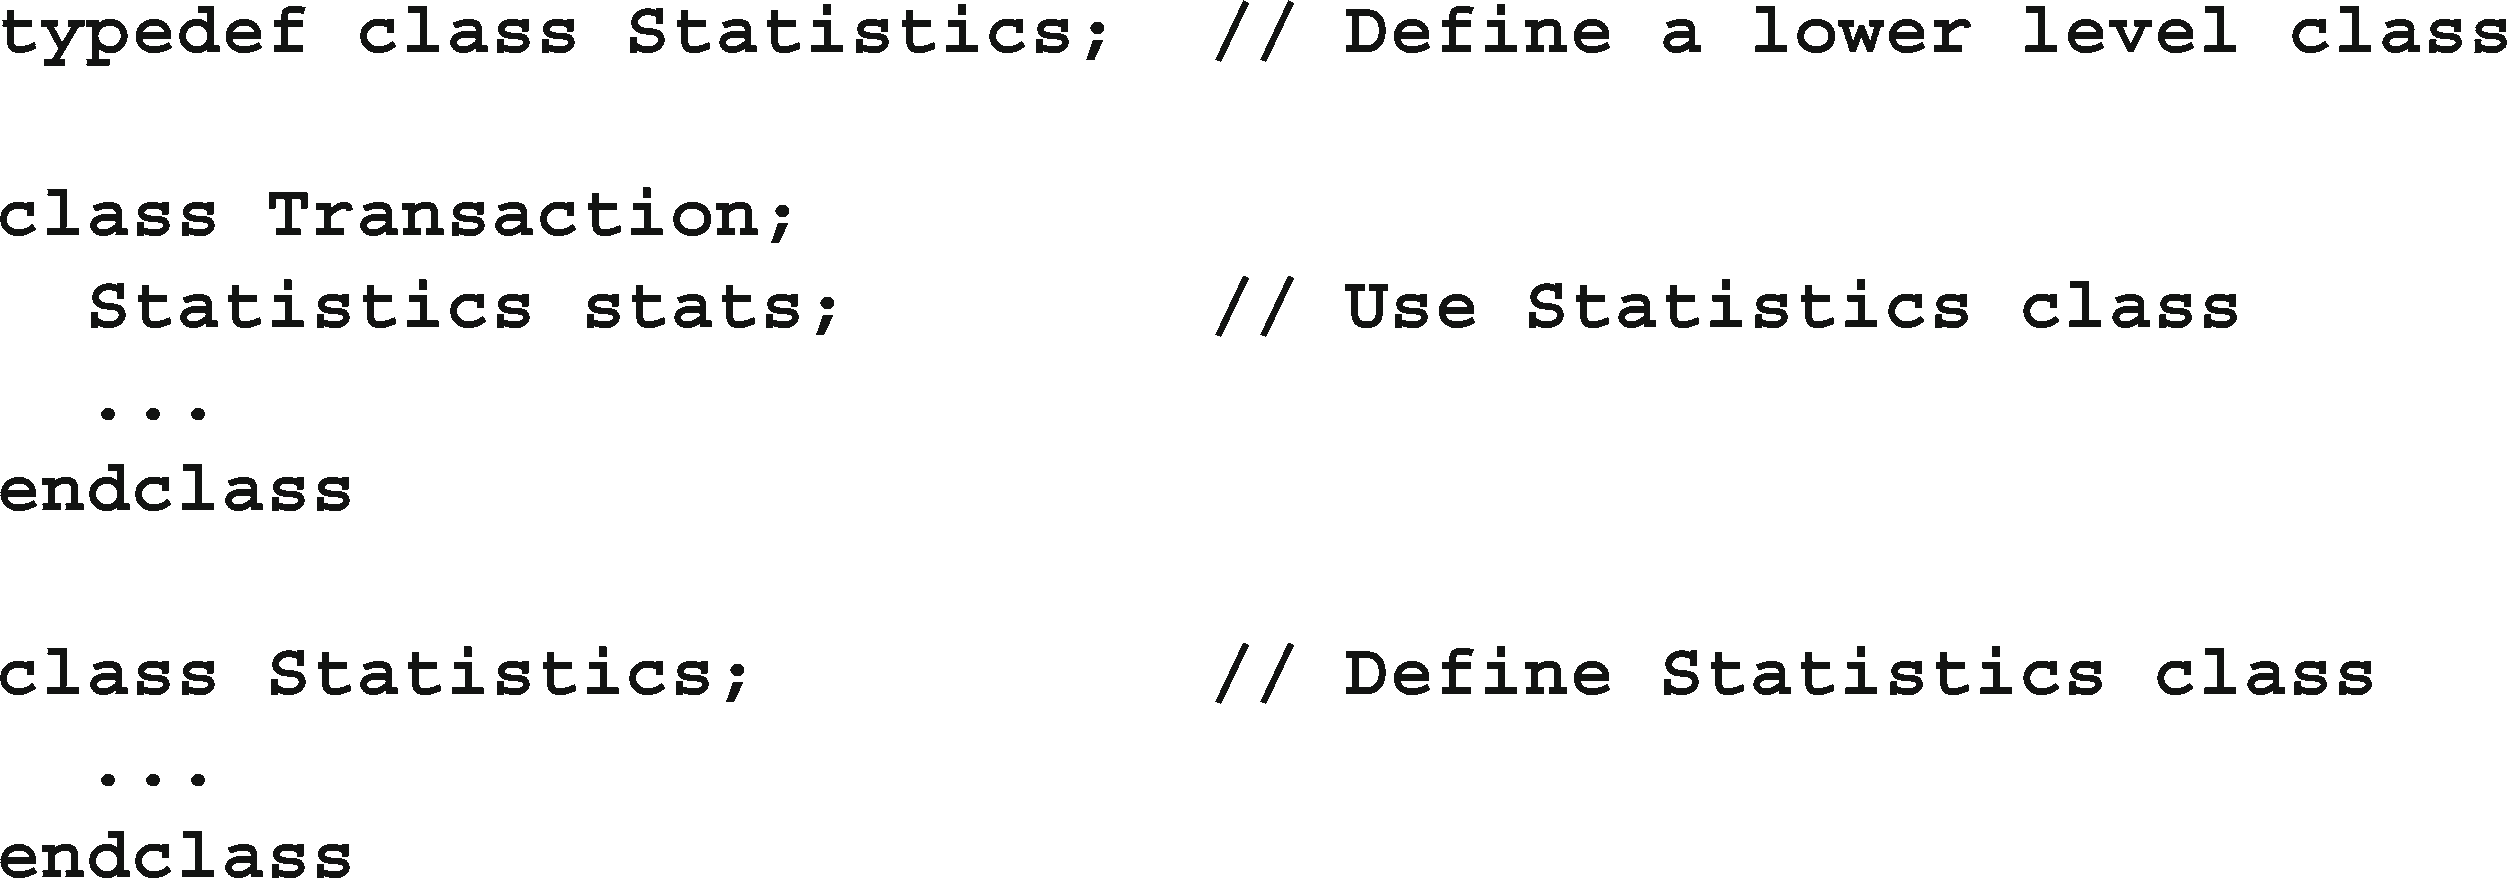 typedef class Statistics; // Define a lower level class
class Transaction;
Statistics stats; // Use Statistics class
...
endclass
class Statistics; // Define Statistics class
...
endclass